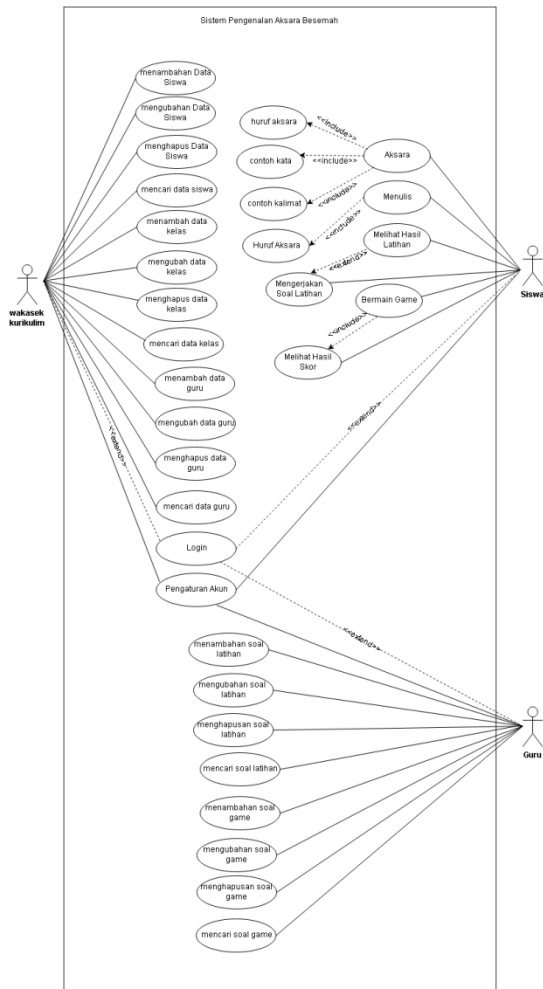 Sistem Pengenalan Aksara Besemah
menambahan Data
Siswa
mengubahan Data
Siswa
menghapus Data
Siswa
mencari data siswa
menambah data
kelas
mengubah data
kelas
menghapus data
kelas
mencari data kelas
menambah data
guru
mengubah data guru
menghapus data
guru
mencari data guru
Login
Pengaturan Akun
wakasek
kurikulim
<<extend>>
huruf aksara
contoh kata
contoh kalimat
Huruf Aksara
Mengerjakan
Soal Latihan
Melihat Hasil
Skor
<<include>>
<<include>>
<<include>>
<<include>>
<<extend>>
<<include>>
Aksara
Menulis
Melihat Hasil
Latihan
Bermain Game
Siswa
<<extend>>
<<extend>>
menambahan soal
latihan
mengubahan soal
latihan
menghapusan soal
latihan
mencari soal latihan
menambahan soal
game
mengubahan soal
game
menghapusan soal
game
mencari soal game
Guru